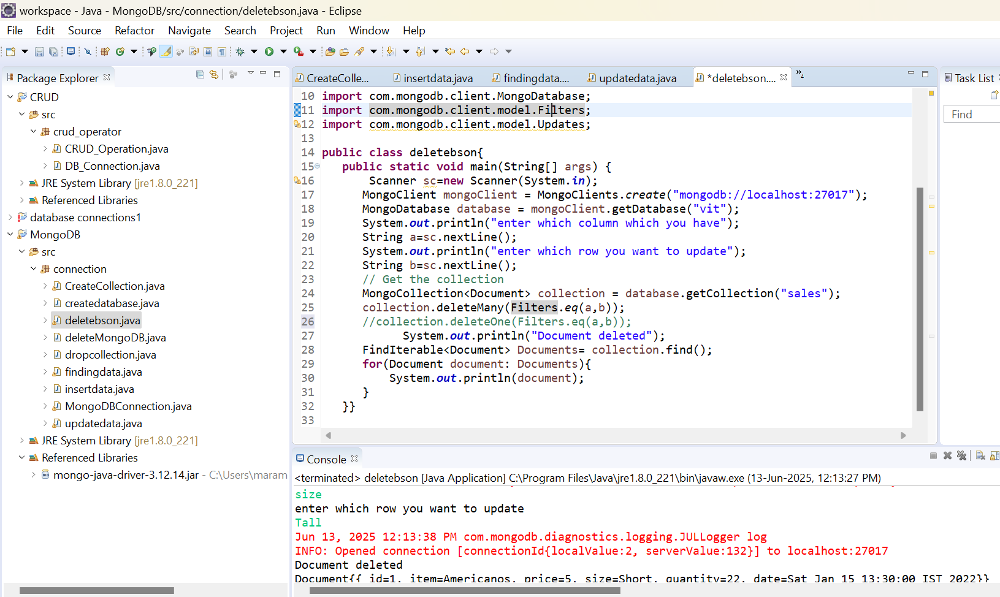 workspace - Java - MongoDB/src/connection/deletebson.java - Eclipse
File Edit Source Refactor Navigate Search Project Run Window Help
Package Explorer
CRUD
src
crud_operator
CRUD_Operation.java
DB_Connection.java
JRE System Library [jre1.8.0_221]
Referenced Libraries
database connections1
MongoDB
src
connection
CreateCollection.java
createdatabase.java
deletebson.java
deleteMongoDB.java
dropcollection.java
findingdata.java
insertdata.java
MongoDBConnection.java
updatedata.java
JRE System Library [jre1.8.0_221]
Referenced Libraries
mongo-java-driver-3.12.14.jar - C:\Users\maram
CreateColle... insertdata.java findingdata.... updatedata.java *deletebson.... »4
10 import com.mongodb.client.MongoDatabase;
11 import com.mongodb.client.model.Filters;
12 import com.mongodb.client.model.Updates;
13
14 public class deletebson{
15 public static void main(String[] args) {
16 Scanner sc=new Scanner(System.in);
17 MongoClient mongoClient = MongoClients.create("mongodb://localhost:27017");
18 MongoDatabase database = mongoClient.getDatabase("vit");
19 System.out.println("enter which column which you have");
20 String a=sc.nextLine();
21 System.out.println("enter which row you want to update");
22 String b=sc.nextLine();
23 // Get the collection
24 MongoCollection<Document> collection = database.getCollection("sales");
25 collection.deleteMany(Filters.eq(a,b));
26 //collection.deleteOne(Filters.eq(a,b));
27 System.out.println("Document deleted");
28 FindIterable<Document> Documents= collection.find();
29 for(Document document: Documents){
30 System.out.println(document);
31 }
32 }}
33
Task List
Find
Console
<terminated> deletebson [Java Application] C:\Program Files\Java\jre1.8.0_221\bin\javaw.exe (13-Jun-2025, 12:13:27 PM)
size
enter which row you want to update
Tall
Jun 13, 2025 12:13:38 PM com.mongodb.diagnostics.logging.JULLogger log
INFO: Opened connection [connectionId{localValue:2, serverValue:132}] to localhost:27017
Document deleted
Document{{_id=1, item=Americanos, price=5, size=Short, quantity=22, date=Sat Jan 15 13:30:00 IST 2022}}